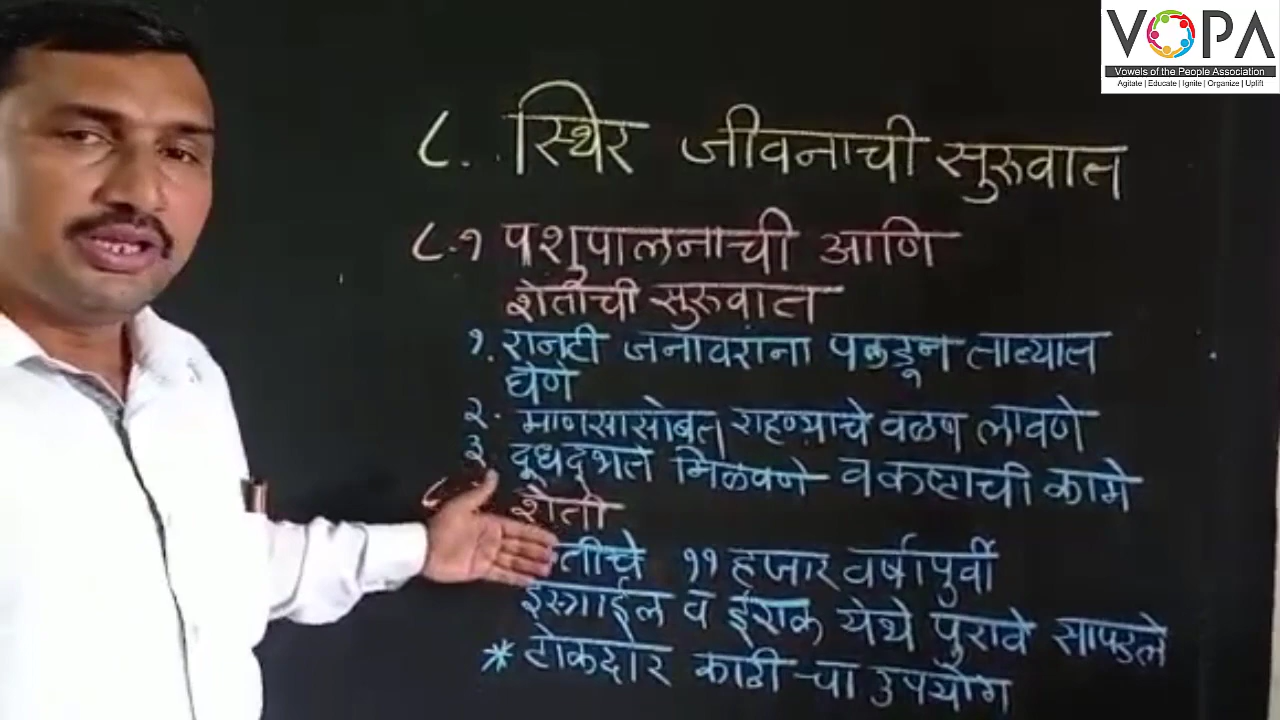 VOPA
Vowels of the People Association
Agitate | Educate | Ignite | Organize | Uplift
८. स्थिर जीवनाची सुरुवात
८.१ पशुपालनाची आणि
शेतीची सुरुवात
१. रानटी जनावरांना पकडून ताब्यात
घेणे
२. माणसासोबत राहण्याचे वळण लावणे
३. दूधदुभते मिळवणे व कष्टाची कामे
शेती
तीचे ११ हजार वर्षापुर्वी
इस्त्राईल व इराक येथे पुरावे सापडले
* टोकदार काठीचा उपयोग